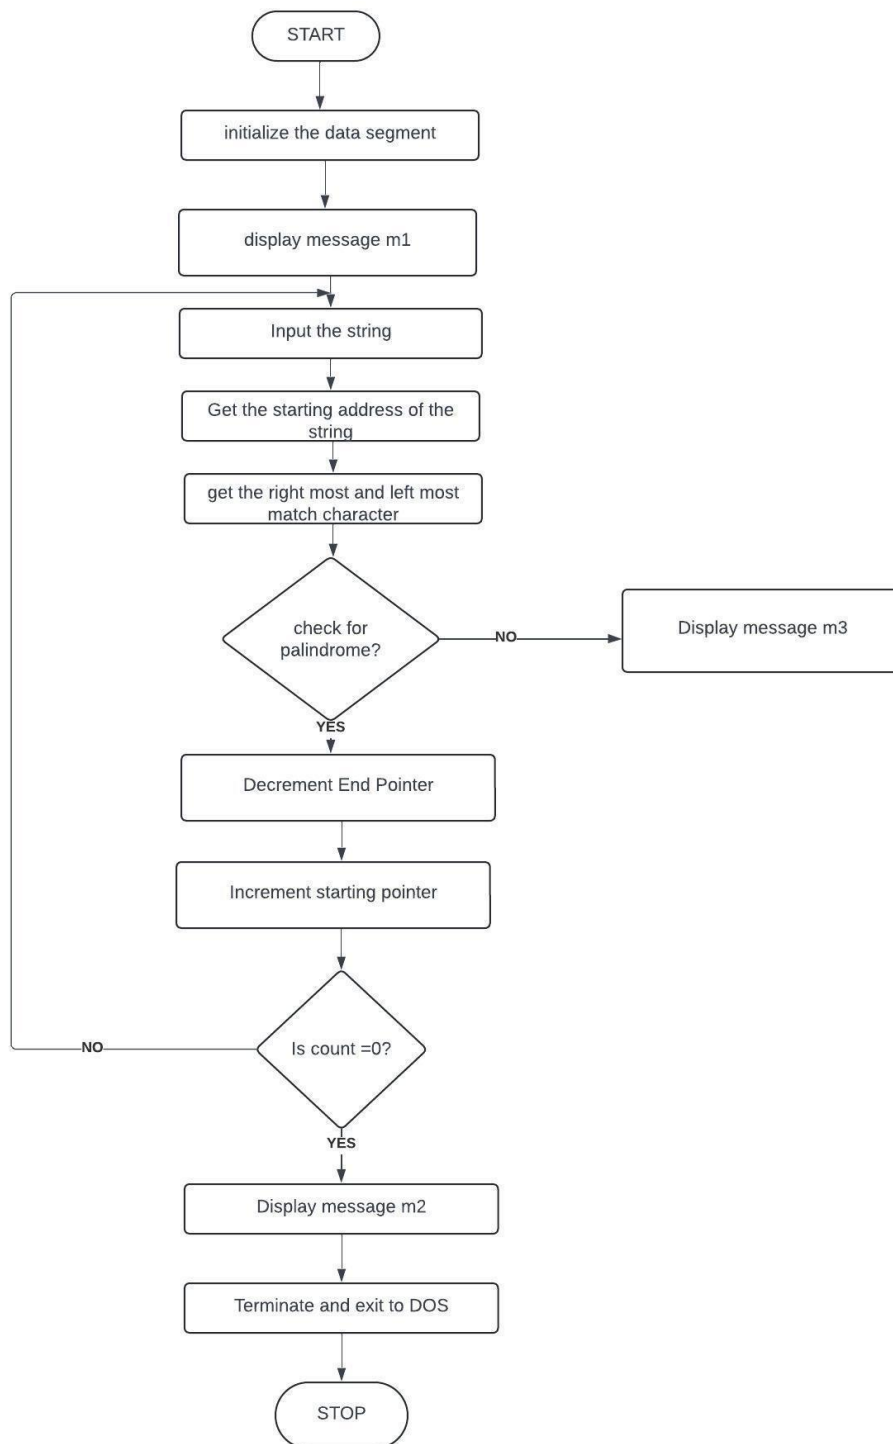 START
initialize the data segment
display message m1
Input the string
Get the starting address of the
string
get the right most and left most
match character
check for
palindrome?
NO
Display message m3
YES
Decrement End Pointer
Increment starting pointer
Is count =0?
NO
YES
Display message m2
Terminate and exit to DOS
STOP